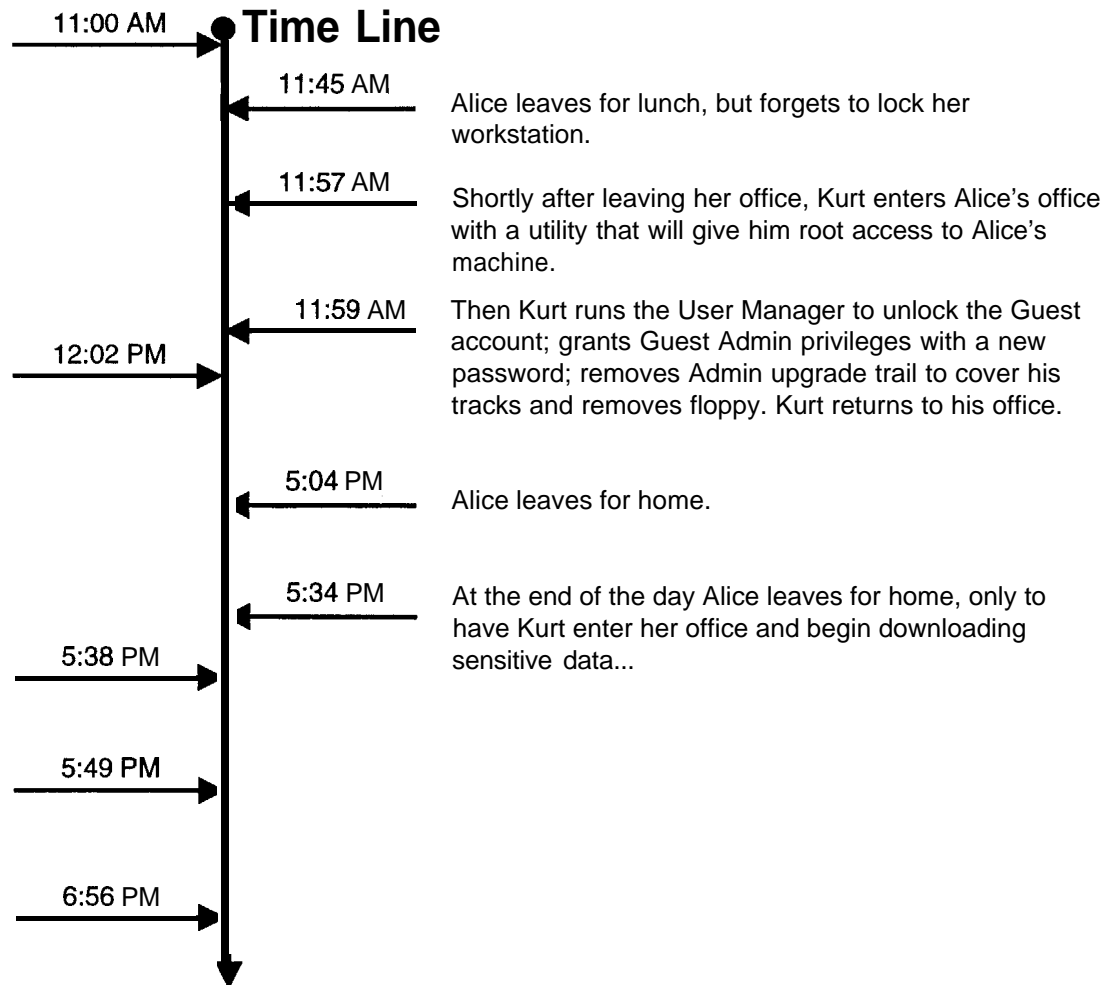 11:00 AM
Time Line
11:45 AM
Alice leaves for lunch, but forgets to lock her
workstation.
11:57 AM
Shortly after leaving her office, Kurt enters Alice's office
with a utility that will give him root access to Alice's
machine.
11:59 AM
Then Kurt runs the User Manager to unlock the Guest
account; grants Guest Admin privileges with a new
password; removes Admin upgrade trail to cover his
tracks and removes floppy. Kurt returns to his office.
12:02 PM
5:04 PM
Alice leaves for home.
5:34 PM
At the end of the day Alice leaves for home, only to
have Kurt enter her office and begin downloading
sensitive data...
5:38 PM
5:49 PM
6:56 PM